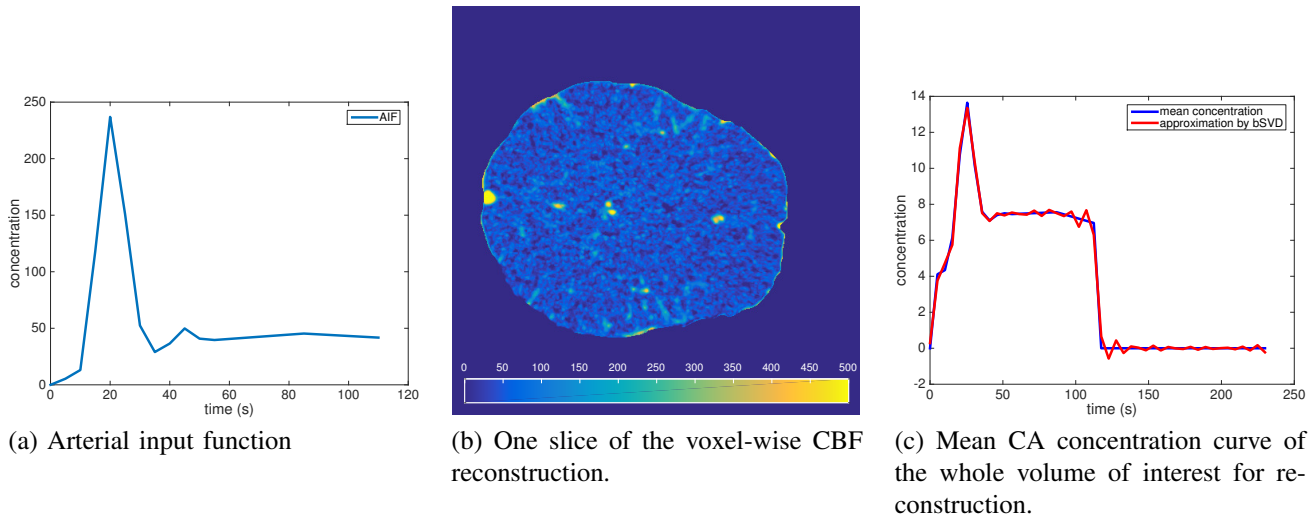 250
200
150
100
50
0
concentration
AIF
0 20 40 60 80 100 120
time (s)
(a) Arterial input function
0 50 100 150 200 250 300 350 400 450 500
(b) One slice of the voxel-wise CBF
reconstruction.
14
12
10
8
6
4
2
0
-2
concentration
mean concentration
approximation by bSVD
0 50 100 150 200 250
time (s)
(c) Mean CA concentration curve of
the whole volume of interest for re-
construction.